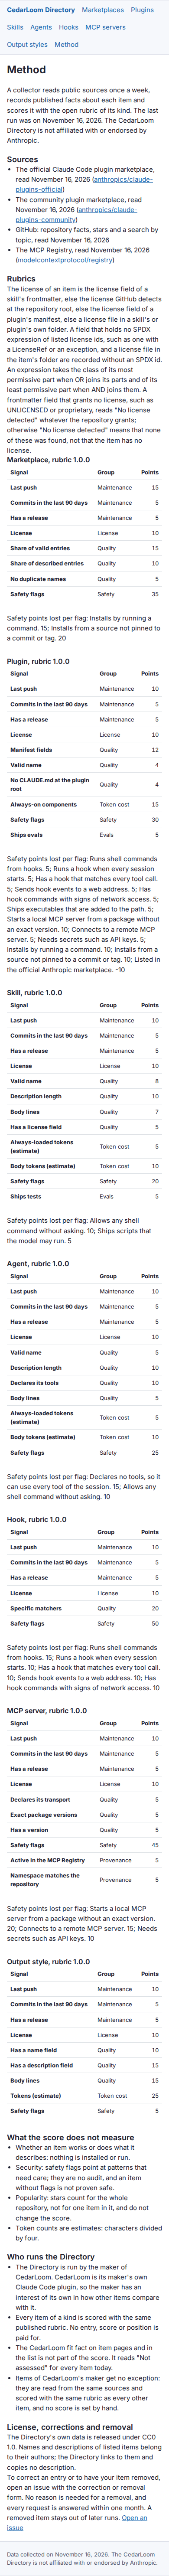 CedarLoom Directory Marketplaces Plugins
Skills Agents Hooks MCP servers
Output styles Method
Method
A collector reads public sources once a week,
records published facts about each item and
scores it with the open rubric of its kind. The last
run was on November 16, 2026. The CedarLoom
Directory is not affiliated with or endorsed by
Anthropic.
Sources
The official Claude Code plugin marketplace,
read November 16, 2026 (anthropics/claude-
plugins-official)
The community plugin marketplace, read
November 16, 2026 (anthropics/claude-
plugins-community)
GitHub: repository facts, stars and a search by
topic, read November 16, 2026
The MCP Registry, read November 16, 2026
(modelcontextprotocol/registry)
Rubrics
The license of an item is the license field of a
skill's frontmatter, else the license GitHub detects
at the repository root, else the license field of a
plugin's manifest, else a license file in a skill's or
plugin's own folder. A field that holds no SPDX
expression of listed license ids, such as one with
a LicenseRef or an exception, and a license file in
the item's folder are recorded without an SPDX id.
An expression takes the class of its most
permissive part when OR joins its parts and of its
least permissive part when AND joins them. A
frontmatter field that grants no license, such as
UNLICENSED or proprietary, reads "No license
detected" whatever the repository grants;
otherwise "No license detected" means that none
of these was found, not that the item has no
license.
Marketplace, rubric 1.0.0
Signal Group Points
Last push Maintenance 15
Commits in the last 90 days Maintenance 5
Has a release Maintenance 5
License License 10
Share of valid entries Quality 15
Share of described entries Quality 10
No duplicate names Quality 5
Safety flags Safety 35
Safety points lost per flag: Installs by running a
command. 15; Installs from a source not pinned to
a commit or tag. 20
Plugin, rubric 1.0.0
Signal Group Points
Last push Maintenance 10
Commits in the last 90 days Maintenance 5
Has a release Maintenance 5
License License 10
Manifest fields Quality 12
Valid name Quality 4
No CLAUDE.md at the plugin
root Quality 4
Always-on components Token cost 15
Safety flags Safety 30
Ships evals Evals 5
Safety points lost per flag: Runs shell commands
from hooks. 5; Runs a hook when every session
starts. 5; Has a hook that matches every tool call.
5; Sends hook events to a web address. 5; Has
hook commands with signs of network access. 5;
Ships executables that are added to the path. 5;
Starts a local MCP server from a package without
an exact version. 10; Connects to a remote MCP
server. 5; Needs secrets such as API keys. 5;
Installs by running a command. 10; Installs from a
source not pinned to a commit or tag. 10; Listed in
the official Anthropic marketplace. -10
Skill, rubric 1.0.0
Signal Group Points
Last push Maintenance 10
Commits in the last 90 days Maintenance 5
Has a release Maintenance 5
License License 10
Valid name Quality 8
Description length Quality 10
Body lines Quality 7
Has a license field Quality 5
Always-loaded tokens
(estimate) Token cost 5
Body tokens (estimate) Token cost 10
Safety flags Safety 20
Ships tests Evals 5
Safety points lost per flag: Allows any shell
command without asking. 10; Ships scripts that
the model may run. 5
Agent, rubric 1.0.0
Signal Group Points
Last push Maintenance 10
Commits in the last 90 days Maintenance 5
Has a release Maintenance 5
License License 10
Valid name Quality 5
Description length Quality 10
Declares its tools Quality 10
Body lines Quality 5
Always-loaded tokens
(estimate) Token cost 5
Body tokens (estimate) Token cost 10
Safety flags Safety 25
Safety points lost per flag: Declares no tools, so it
can use every tool of the session. 15; Allows any
shell command without asking. 10
Hook, rubric 1.0.0
Signal Group Points
Last push Maintenance 10
Commits in the last 90 days Maintenance 5
Has a release Maintenance 5
License License 10
Specific matchers Quality 20
Safety flags Safety 50
Safety points lost per flag: Runs shell commands
from hooks. 15; Runs a hook when every session
starts. 10; Has a hook that matches every tool call.
10; Sends hook events to a web address. 10; Has
hook commands with signs of network access. 10
MCP server, rubric 1.0.0
Signal Group Points
Last push Maintenance 10
Commits in the last 90 days Maintenance 5
Has a release Maintenance 5
License License 10
Declares its transport Quality 5
Exact package versions Quality 5
Has a version Quality 5
Safety flags Safety 45
Active in the MCP Registry Provenance 5
Namespace matches the
repository Provenance 5
Safety points lost per flag: Starts a local MCP
server from a package without an exact version.
20; Connects to a remote MCP server. 15; Needs
secrets such as API keys. 10
Output style, rubric 1.0.0
Signal Group Points
Last push Maintenance 10
Commits in the last 90 days Maintenance 5
Has a release Maintenance 5
License License 10
Has a name field Quality 10
Has a description field Quality 15
Body lines Quality 15
Tokens (estimate) Token cost 25
Safety flags Safety 5
What the score does not measure
Whether an item works or does what it
describes: nothing is installed or run.
Security: safety flags point at patterns that
need care; they are no audit, and an item
without flags is not proven safe.
Popularity: stars count for the whole
repository, not for one item in it, and do not
change the score.
Token counts are estimates: characters divided
by four.
Who runs the Directory
The Directory is run by the maker of
CedarLoom. CedarLoom is its maker's own
Claude Code plugin, so the maker has an
interest of its own in how other items compare
with it.
Every item of a kind is scored with the same
published rubric. No entry, score or position is
paid for.
The CedarLoom fit fact on item pages and in
the list is not part of the score. It reads "Not
assessed" for every item today.
Items of CedarLoom's maker get no exception:
they are read from the same sources and
scored with the same rubric as every other
item, and no score is set by hand.
License, corrections and removal
The Directory's own data is released under CC0
1.0. Names and descriptions of listed items belong
to their authors; the Directory links to them and
copies no description.
To correct an entry or to have your item removed,
open an issue with the correction or removal
form. No reason is needed for a removal, and
every request is answered within one month. A
removed item stays out of later runs. Open an
issue
Data collected on November 16, 2026. The CedarLoom
Directory is not affiliated with or endorsed by Anthropic.